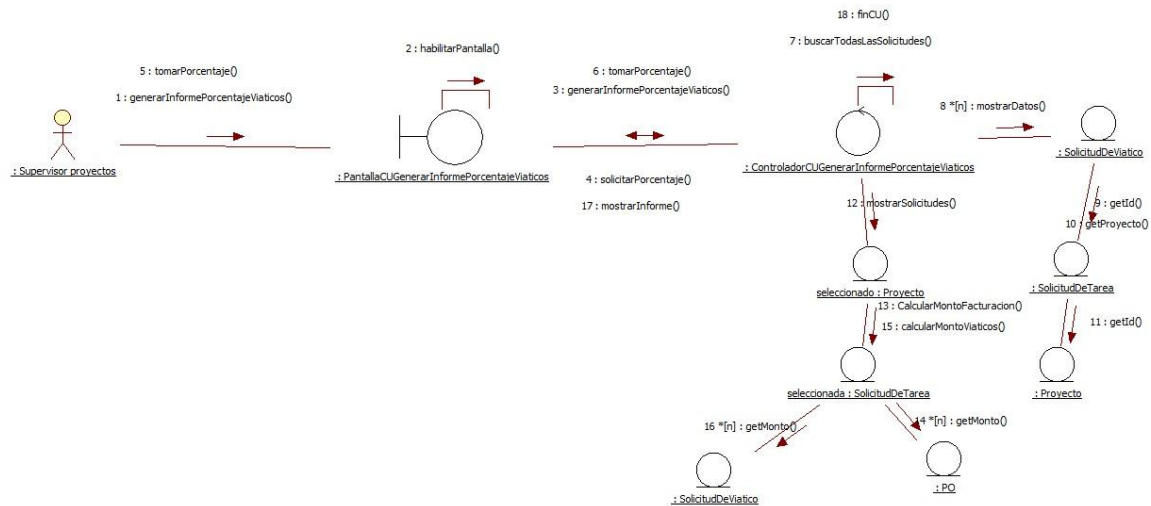 18 : finCU()
7 : buscarTodasLasSolicitudes()
2 : habilitarPantalla()
5 : tomarPorcentaje()
1 : generarInformePorcentajeViaticos()
6 : tomarPorcentaje()
3 : generarInformePorcentajeViaticos()
8 *[n] : mostrarDatos()
: Supervisor proyectos
: PantallaCUGenerarInformePorcentajeViaticos
: ControladorCUGenerarInformePorcentajeViaticos
: SolicitudDeViatico
4 : solicitarPorcentaje()
17 : mostrarInforme()
12 : mostrarSolicitudes()
9 : getId()
10 : getProyecto()
seleccionado : Proyecto
: SolicitudDeTarea
13 : CalcularMontoFacturacion()
15 : calcularMontoViaticos()
11 : getId()
seleccionada : SolicitudDeTarea
: Proyecto
16 *[n] : getMonto()
14 *[n] : getMonto()
: SolicitudDeViatico
: PO